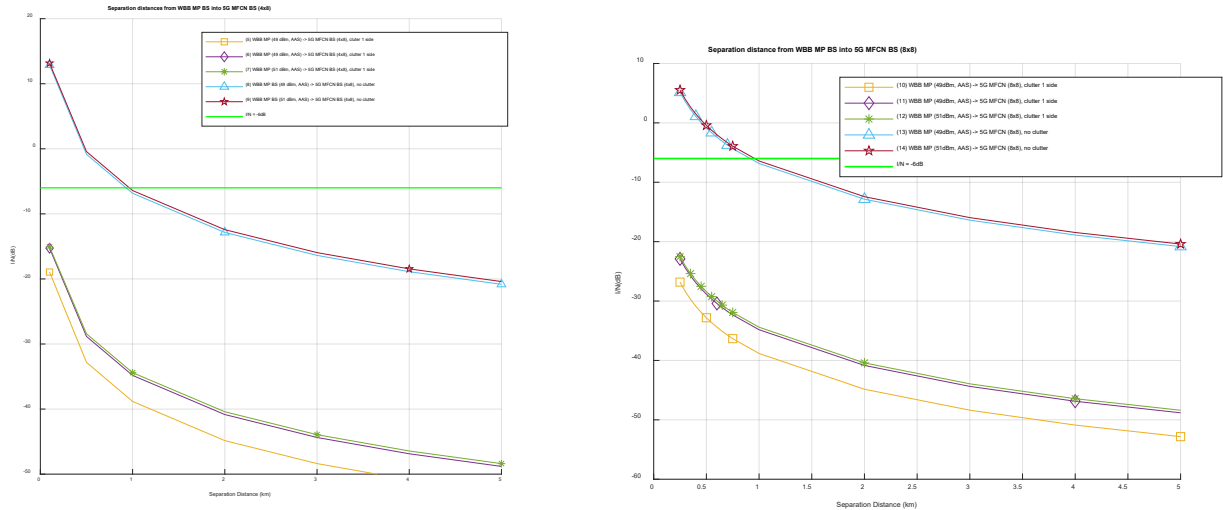 Separation distances from WBB MP BS into 5G MFCN BS (4x8)
20
10
0
-10
-20
-30
-40
-50
I/N(dB)
(5) WBB MP (49 dBm, AAS) -> 5G MFCN BS (4x8), clutter 1 side
(6) WBB MP (49 dBm, AAS) -> 5G MFCN BS (4x8), clutter 1 side
(7) WBB MP (51 dBm, AAS) -> 5G MFCN BS (4x8), clutter 1 side
(8) WBB MP BS (49 dBm, AAS) -> 5G MFCN BS (4x8), no clutter
(9) WBB MP BS (51 dBm, AAS) -> 5G MFCN BS (4x8), no clutter
I/N = -6dB
0 1 2 3 4 5
Separation Distance (km)
Separation distance from WBB MP BS into 5G MFCN BS (8x8)
10
0
-10
-20
-30
-40
-50
-60
I/N(dB)
(10) WBB MP (49dBm, AAS) -> 5G MFCN (8x8), clutter 1 side
(11) WBB MP (49dBm, AAS) -> 5G MFCN (8x8), clutter 1 side
(12) WBB MP (51dBm, AAS) -> 5G MFCN (8x8), clutter 1 side
(13) WBB MP (49dBm, AAS) -> 5G MFCN (8x8), no clutter
(14) WBB MP (51dBm, AAS) -> 5G MFCN (8x8), no clutter
I/N = -6dB
0 0.5 1 1.5 2 2.5 3 3.5 4 4.5 5
Separation Distance (km)